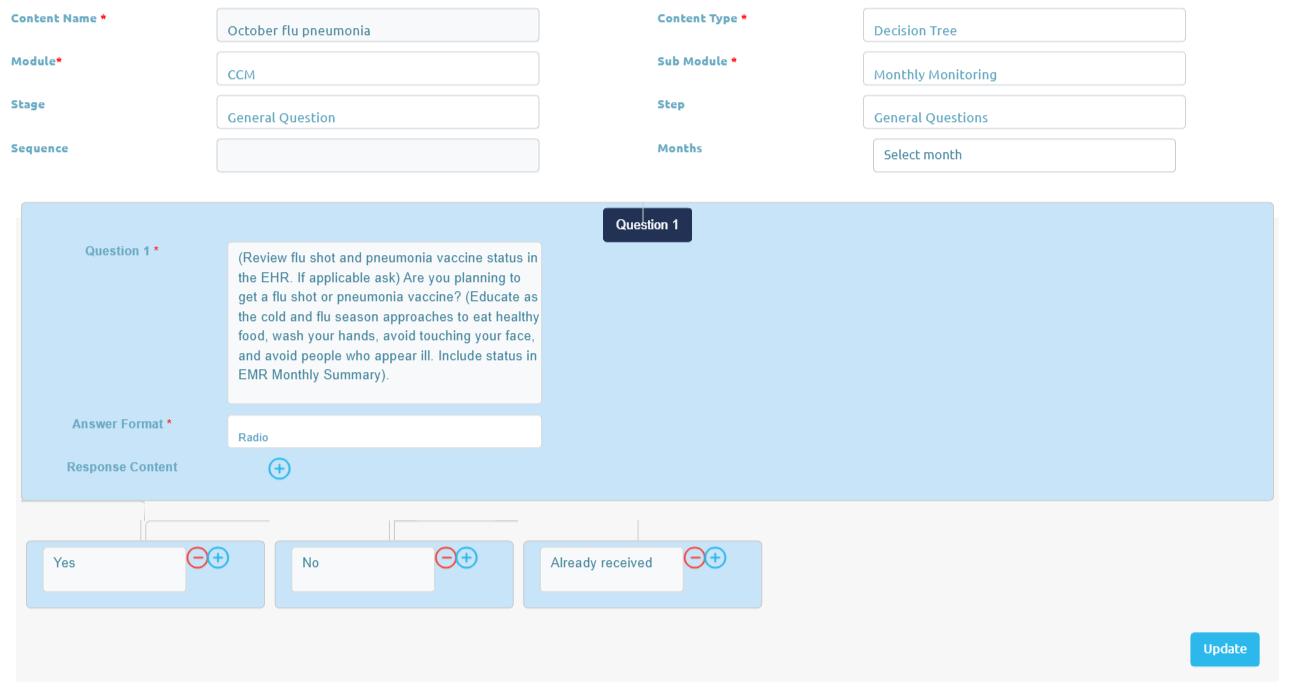 Content Name *
October flu pneumonia
Content Type *
Decision Tree
Module*
CCM
Sub Module *
Monthly Monitoring
Stage
General Question
Step
General Questions
Sequence
Months
Select month
Question 1
Question 1 *
(Review flu shot and pneumonia vaccine status in
the EHR. If applicable ask) Are you planning to
get a flu shot or pneumonia vaccine? (Educate as
the cold and flu season approaches to eat healthy
food, wash your hands, avoid touching your face,
and avoid people who appear ill. Include status in
EMR Monthly Summary).
Answer Format *
Radio
Response Content
Yes
No
Already received
Update